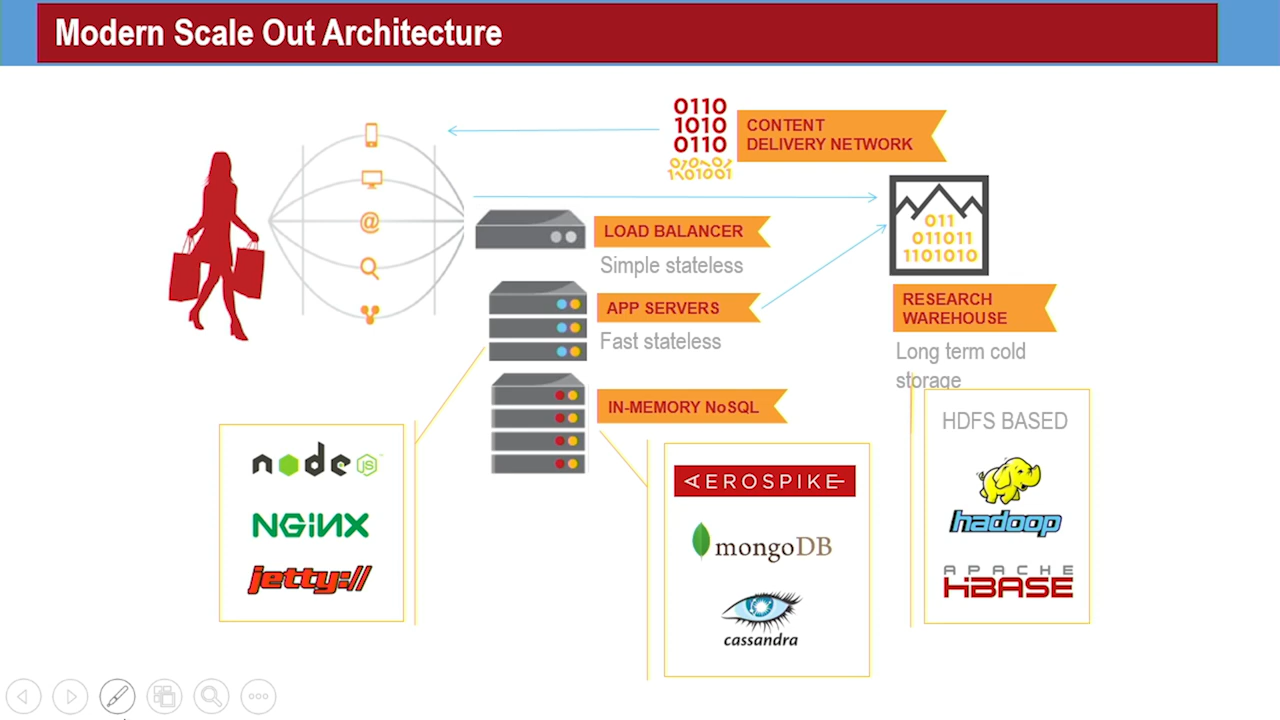 Modern Scale Out Architecture
0110
1010
0110
CONTENT
DELIVERY NETWORK
1101001
@
LOAD BALANCER
Simple stateless
011
011011
1101010
APP SERVERS
Fast stateless
RESEARCH
WAREHOUSE
Long term cold
storage
IN-MEMORY NoSQL
node
JS
NGINX
jetty://
AEROSPIKE
mongoDB
cassandra
HDFS BASED
hadoop
APACHE
HBASE